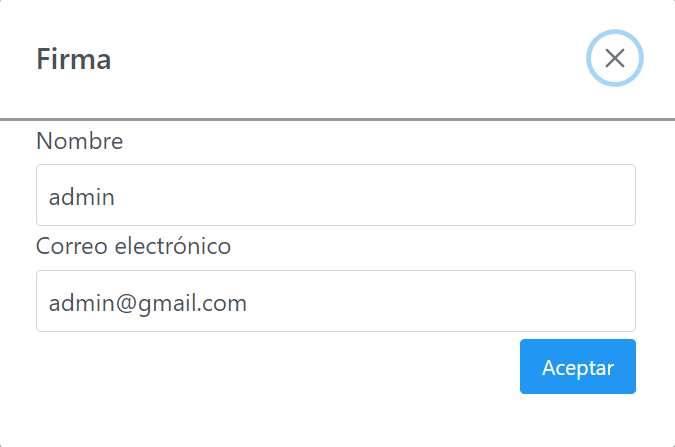 Firma
Nombre
admin
Correo electrónico
admin@gmail.com
Aceptar